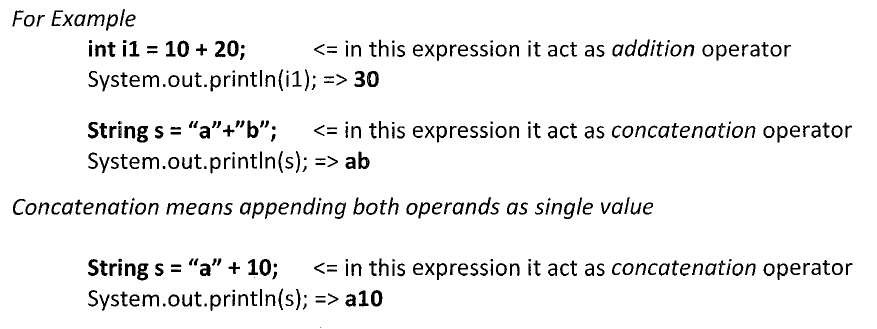 For Example
int i1 = 10 + 20; <= in this expression it act as addition operator
System.out.println(i1); => 30
String s = “a”+”b”; <= in this expression it act as concatenation operator
System.out.println(s); => ab
Concatenation means appending both operands as single value
String s = “a” + 10; <= in this expression it act as concatenation operator
System.out.println(s); => a10